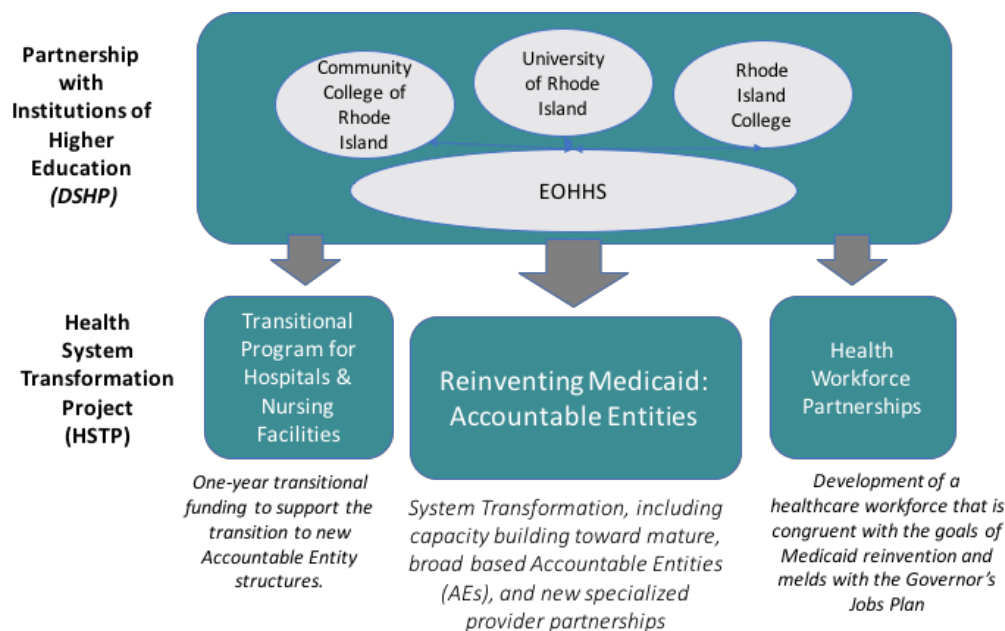 Partnership
with
Institutions of
Higher
Education
(DSHP)
Community
College of
Rhode
Island
University
of Rhode
Island
Rhode
Island
College
EOHHS
Health
System
Transformation
Project
(HSTP)
Transitional
Program for
Hospitals &
Nursing
Facilities
Reinventing Medicaid:
Accountable Entities
Health
Workforce
Partnerships
One-year transitional
funding to support the
transition to new
Accountable Entity
structures.
System Transformation, including
capacity building toward mature,
broad based Accountable Entities
(AEs), and new specialized
provider partnerships
Development of a
healthcare workforce that is
congruent with the goals of
Medicaid reinvention and
melds with the Governor's
Jobs Plan